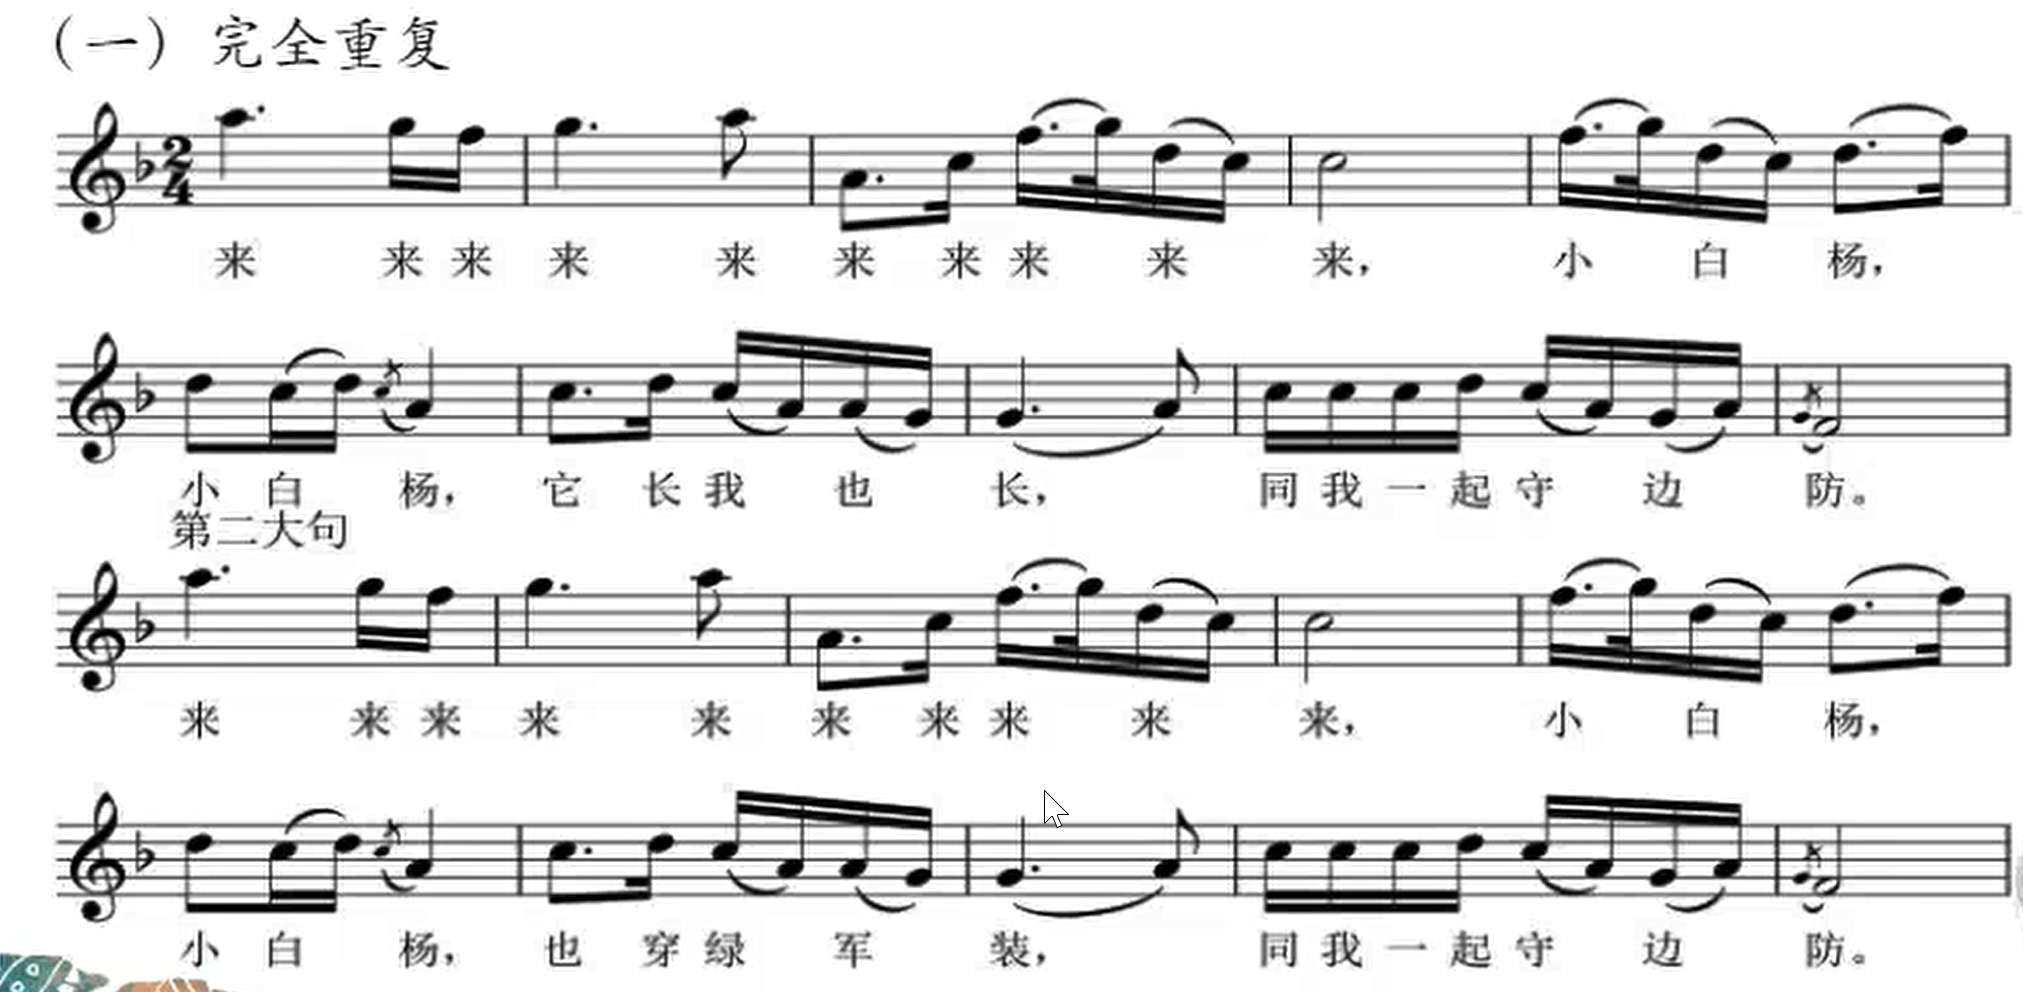 （一）完全重复
2
4
来 来 来 来 来 来 来 来 来 来， 小 白 杨，
小 白 杨， 它 长 我 也 长， 同 我 一 起 守 边 防。
第二大句
来 来 来 来 来 来 来 来 来 来， 小 白 杨，
小 白 杨， 也 穿 绿 军 装， 同 我 一 起 守 边 防。